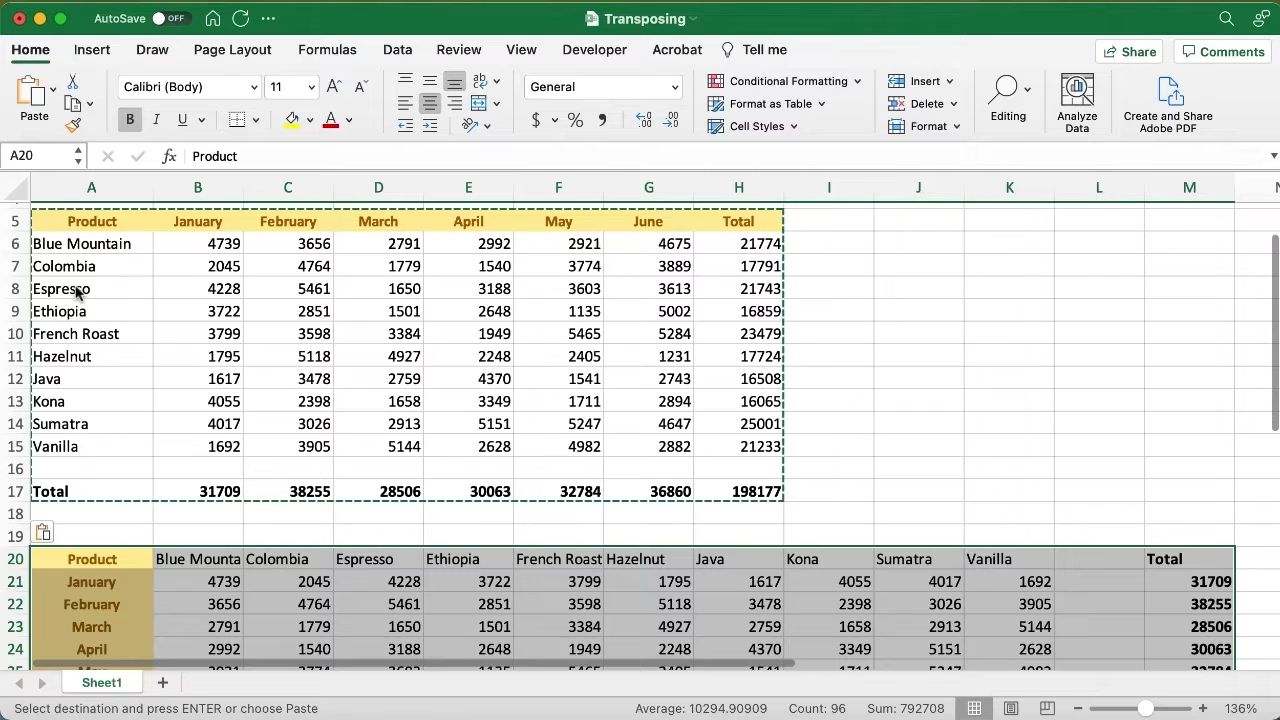 AutoSave OFF Transposing
Home Insert Draw Page Layout Formulas Data Review View Developer Acrobat Tell me Share Comments
Paste Calibri (Body) 11 A A ab General Conditional Formatting Insert Editing Analyze Data Create and Share Adobe PDF
Format as Table Delete
B I U A $ % Cell Styles Format
A20 fx Product
A B C D E F G H I J K L M
5 Product January February March April May June Total
6 Blue Mountain 4739 3656 2791 2992 2921 4675 21774
7 Colombia 2045 4764 1779 1540 3774 3889 17791
8 Espresso 4228 5461 1650 3188 3603 3613 21743
9 Ethiopia 3722 2851 1501 2648 1135 5002 16859
10 French Roast 3799 3598 3384 1949 5465 5284 23479
11 Hazelnut 1795 5118 4927 2248 2405 1231 17724
12 Java 1617 3478 2759 4370 1541 2743 16508
13 Kona 4055 2398 1658 3349 1711 2894 16065
14 Sumatra 4017 3026 2913 5151 5247 4647 25001
15 Vanilla 1692 3905 5144 2628 4982 2882 21233
16
17 Total 31709 38255 28506 30063 32784 36860 198177
18
19
20 Product Blue Mounta Colombia Espresso Ethiopia French Roast Hazelnut Java Kona Sumatra Vanilla Total
21 January 4739 2045 4228 3722 3799 1795 1617 4055 4017 1692 31709
22 February 3656 4764 5461 2851 3598 5118 3478 2398 3026 3905 38255
23 March 2791 1779 1650 1501 3384 4927 2759 1658 2913 5144 28506
24 April 2992 1540 3188 2648 1949 2248 4370 3349 5151 2628 30063
Sheet1
Select destination and press ENTER or choose Paste Average: 10294.90909 Count: 96 Sum: 792708 136%